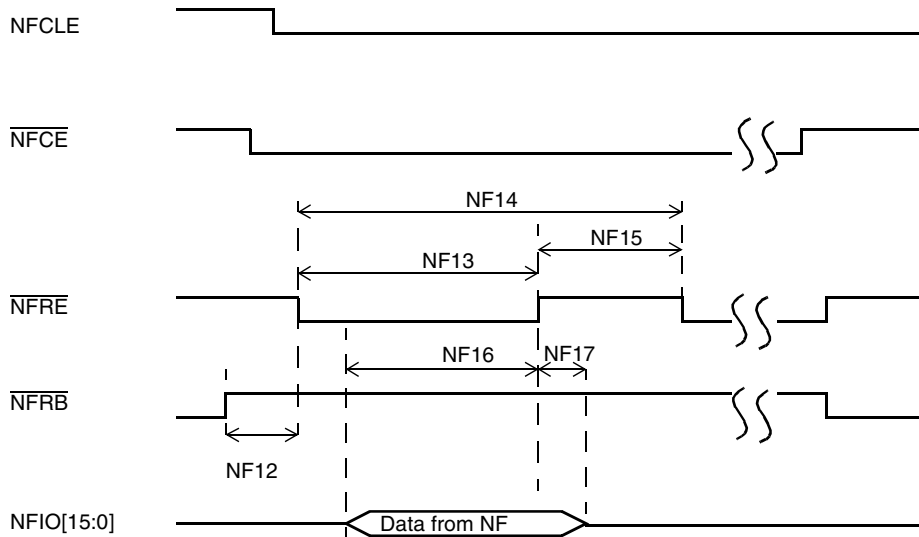 NFCLE
NFCE
NF14
NF15
NF13
NFRE
NF16
NF17
NFRB
NF12
NFIO[15:0]
Data from NF